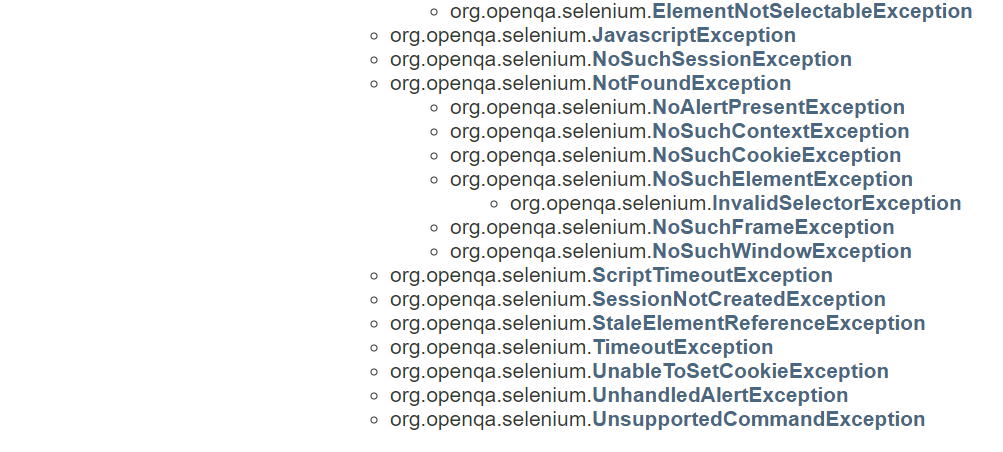 org.openqa.selenium.ElementNotSelectableException
org.openqa.selenium.JavascriptException
org.openqa.selenium.NoSuchSessionException
org.openqa.selenium.NotFoundException
org.openqa.selenium.NoAlertPresentException
org.openqa.selenium.NoSuchContextException
org.openqa.selenium.NoSuchCookieException
org.openqa.selenium.NoSuchElementException
org.openqa.selenium.InvalidSelectorException
org.openqa.selenium.NoSuchFrameException
org.openqa.selenium.NoSuchWindowException
org.openqa.selenium.ScriptTimeoutException
org.openqa.selenium.SessionNotCreatedException
org.openqa.selenium.StaleElementReferenceException
org.openqa.selenium.TimeoutException
org.openqa.selenium.UnableToSetCookieException
org.openqa.selenium.UnhandledAlertException
org.openqa.selenium.UnsupportedCommandException